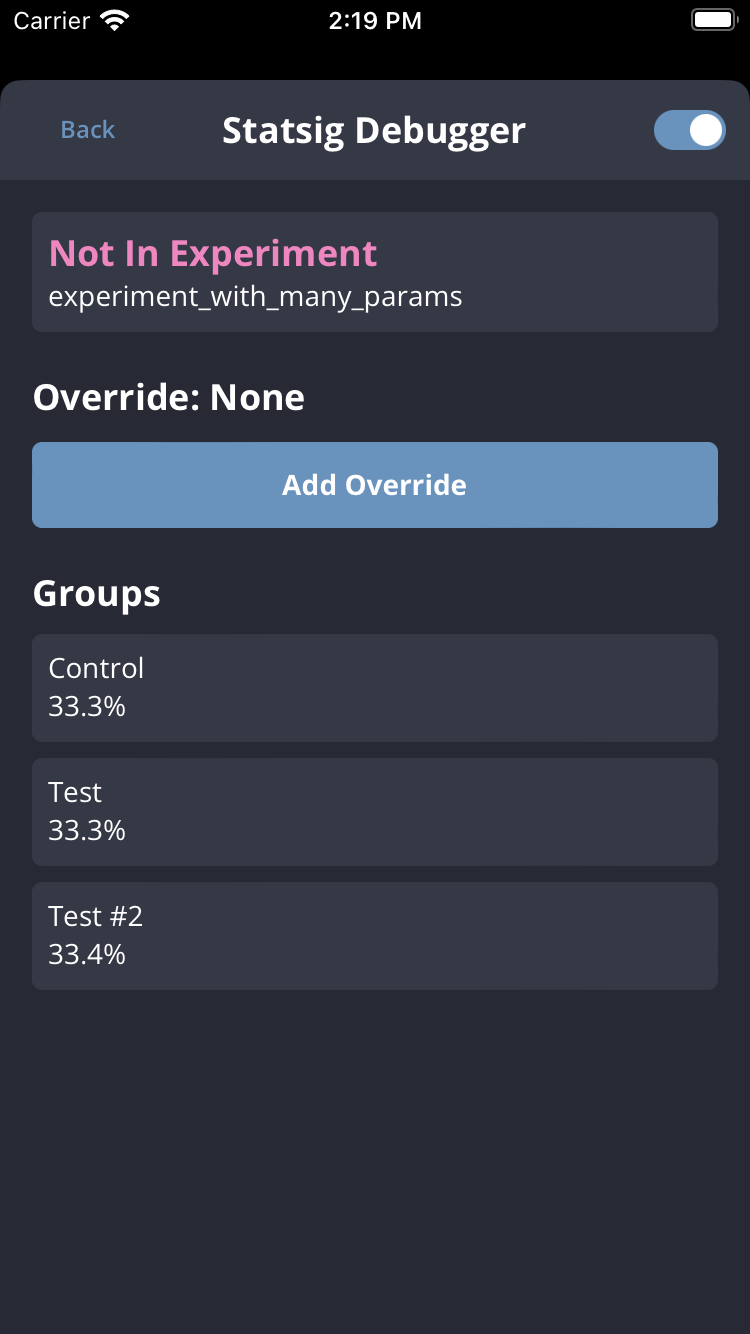 Carrier
2:19 PM
Back
Statsig Debugger
Not In Experiment
experiment_with_many_params
Override: None
Add Override
Groups
Control
33.3%
Test
33.3%
Test #2
33.4%